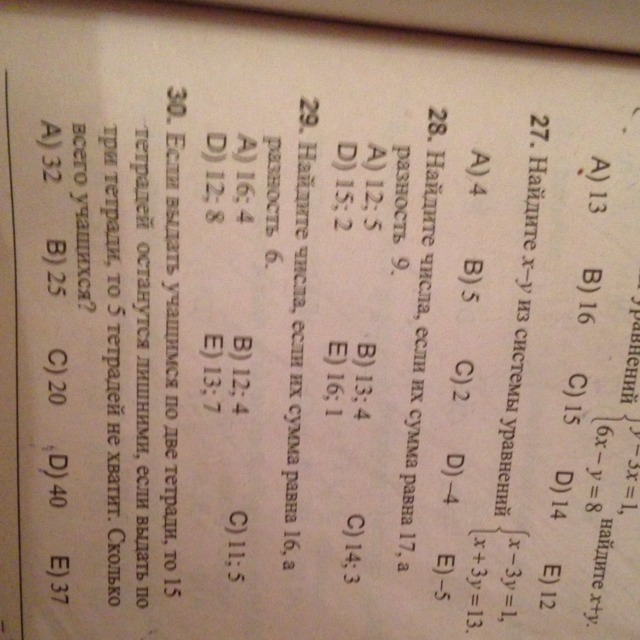 уравнений { y – 3x = 1,
6x – y = 8 найдите x+y.
A) 13 B) 16 C) 15 D) 14 E) 12
27. Найдите x–y из системы уравнений { x – 3y = 1,
x + 3y = 13.
A) 4 B) 5 C) 2 D) –4 E) –5
28. Найдите числа, если их сумма равна 17, а
разность 9.
A) 12; 5 B) 13; 4 C) 14; 3
D) 15; 2 E) 16; 1
29. Найдите числа, если их сумма равна 16, а
разность 6.
A) 16; 4 B) 12; 4 C) 11; 5
D) 12; 8 E) 13; 7
30. Если выдать учащимся по две тетради, то 15
тетрадей останутся лишними, если выдать по
три тетради, то 5 тетрадей не хватит. Сколько
всего учащихся?
A) 32 B) 25 C) 20 D) 40 E) 37